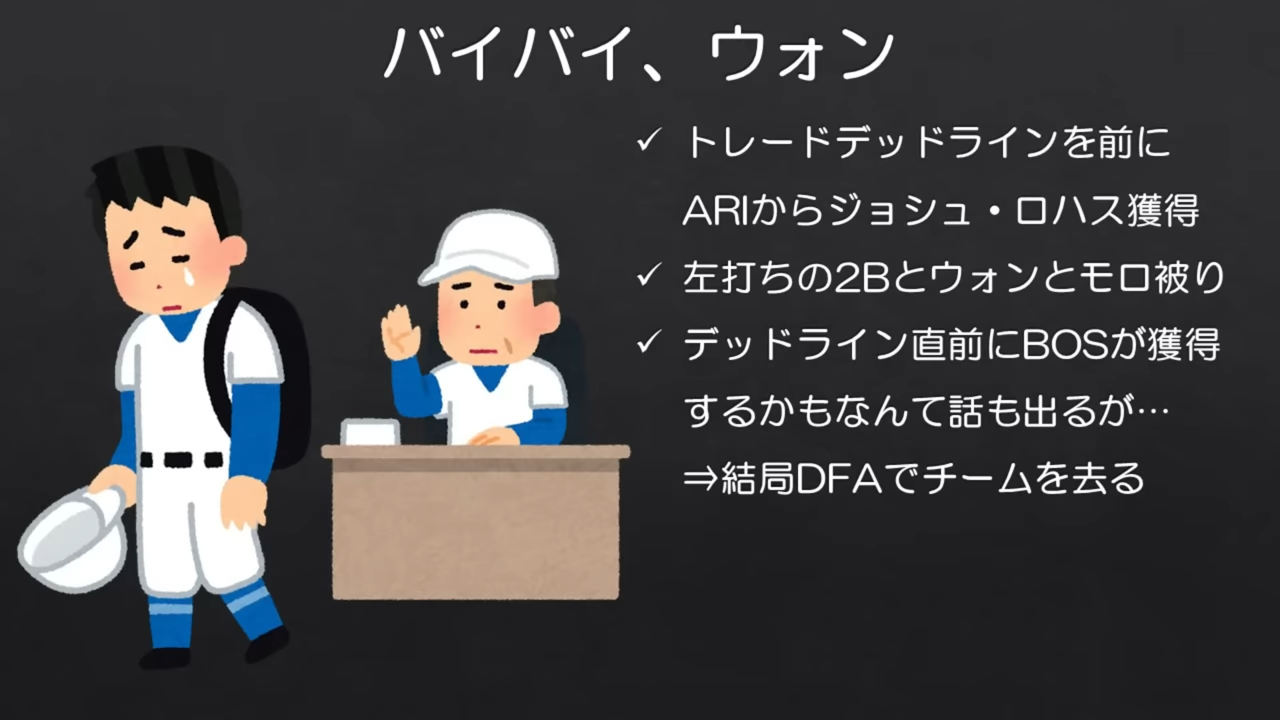 バイバイ、ウォン
✓ トレードデッドラインを前に
ARIからジョシュ・ロハス獲得
✓ 左打ちの2Bとウォンとモロ被り
✓ デッドライン直前にBOSが獲得
するかもなんて話も出るが…
⇒結局DFAでチームを去る